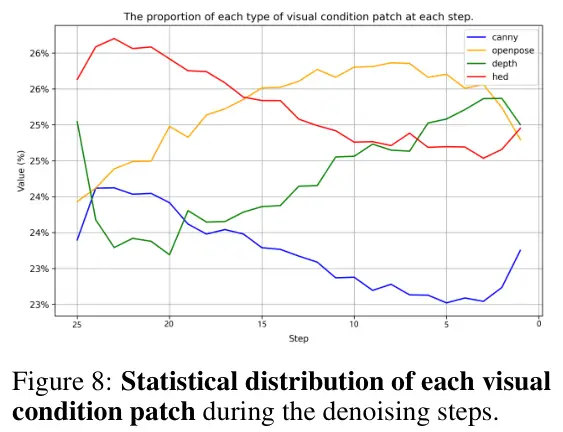 The proportion of each type of visual condition patch at each step.
canny
openpose
depth
hed
26%
26%
25%
25%
24%
24%
23%
23%
Value (%)
25
20
15
10
5
0
Step
Figure 8: Statistical distribution of each visual
condition patch during the denoising steps.